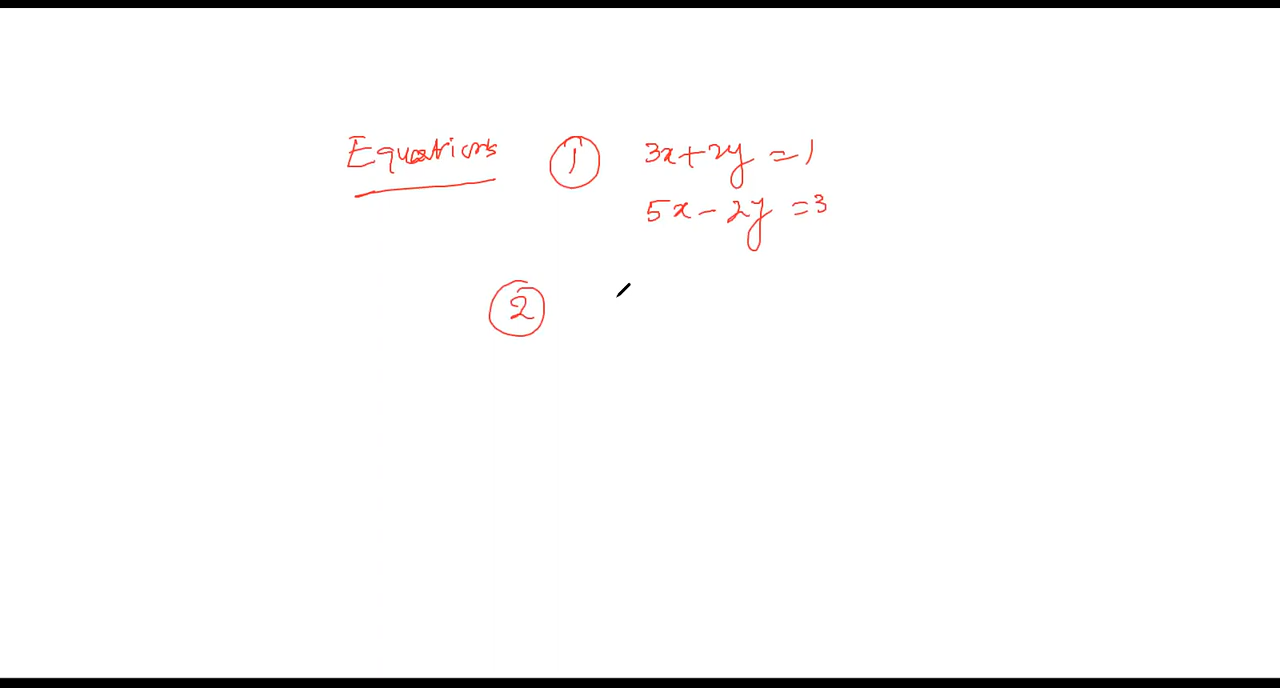 Equations ① 3x+2y=1
5x-2y=3
②